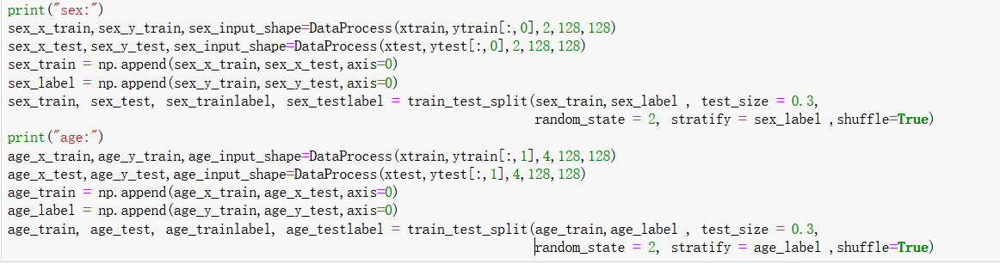 print("sex:")
sex_x_train,sex_y_train,sex_input_shape=DataProcess(xtrain,ytrain[:,0],2,128,128)
sex_x_test,sex_y_test,sex_input_shape=DataProcess(xtest,ytest[:,0],2,128,128)
sex_train = np.append(sex_x_train,sex_x_test,axis=0)
sex_label = np.append(sex_y_train,sex_y_test,axis=0)
sex_train, sex_test, sex_trainlabel, sex_testlabel = train_test_split(sex_train,sex_label , test_size = 0.3,
random_state = 2, stratify = sex_label ,shuffle=True)
print("age:")
age_x_train,age_y_train,age_input_shape=DataProcess(xtrain,ytrain[:,1],4,128,128)
age_x_test,age_y_test,age_input_shape=DataProcess(xtest,ytest[:,1],4,128,128)
age_train = np.append(age_x_train,age_x_test,axis=0)
age_label = np.append(age_y_train,age_y_test,axis=0)
age_train, age_test, age_trainlabel, age_testlabel = train_test_split(age_train,age_label , test_size = 0.3,
random_state = 2, stratify = age_label ,shuffle=True)